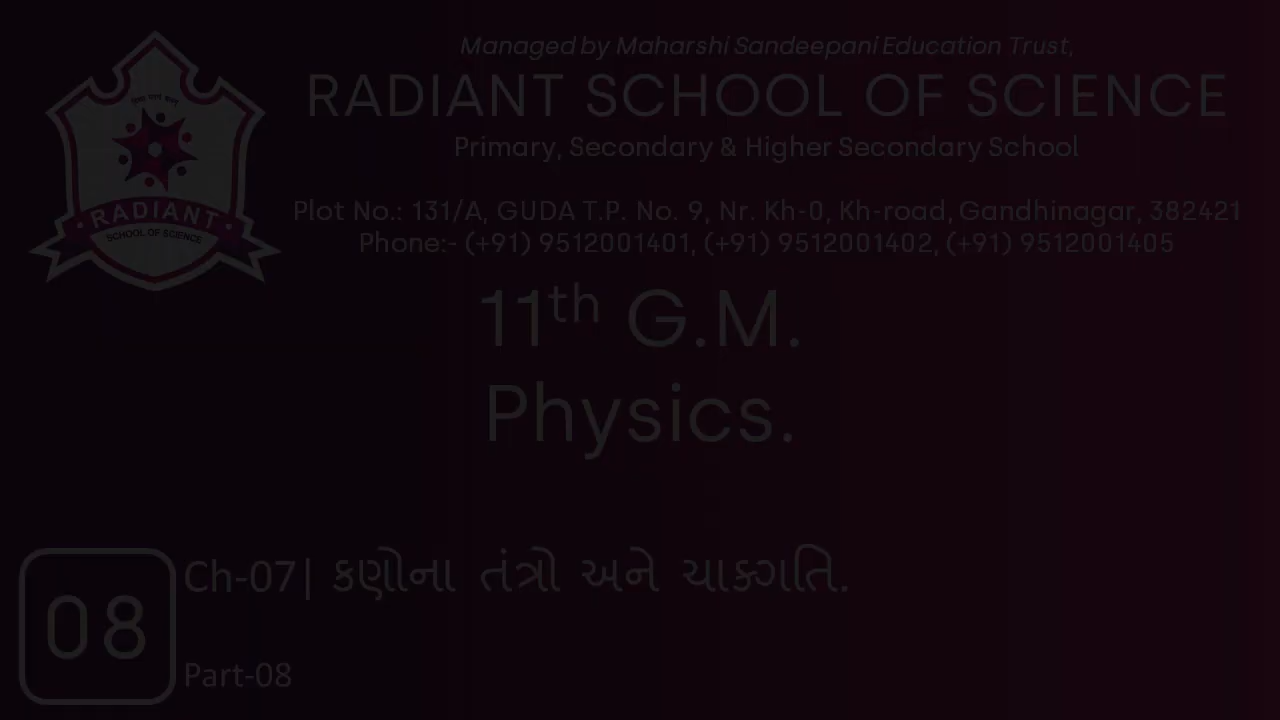 Managed by Maharshi Sandeepani Education Trust,
RADIANT SCHOOL OF SCIENCE
Primary, Secondary & Higher Secondary School
Plot No.: 131/A, GUDA T.P. No. 9, Nr. Kh-0, Kh-road, Gandhinagar, 382421
Phone:- (+91) 9512001401, (+91) 9512001402, (+91) 9512001405
RADIANT
SCHOOL OF SCIENCE
11th G.M.
Physics.
08
Ch-07| કણોના તંત્રો અને ચાકગતિ.
Part-08